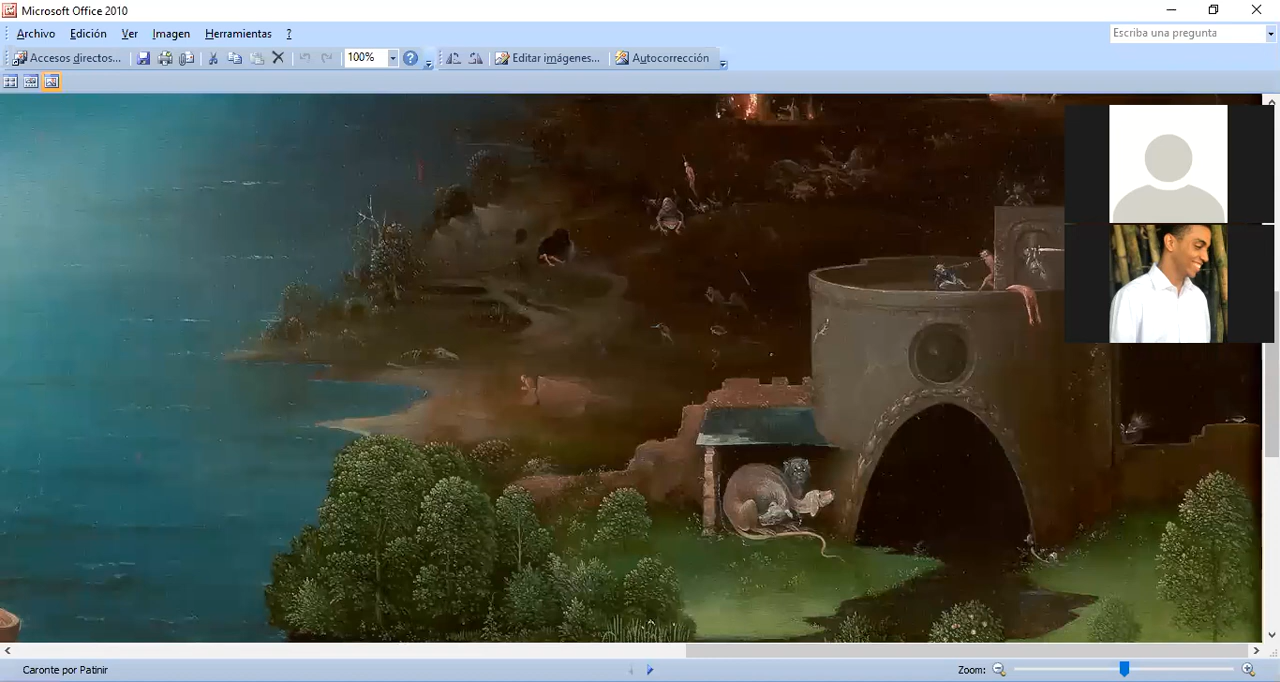 Microsoft Office 2010
Archivo Edición Ver Imagen Herramientas ?
Escriba una pregunta
Accesos directos... 100% Editar imágenes... Autocorrección
Caronte por Patinir
Zoom: